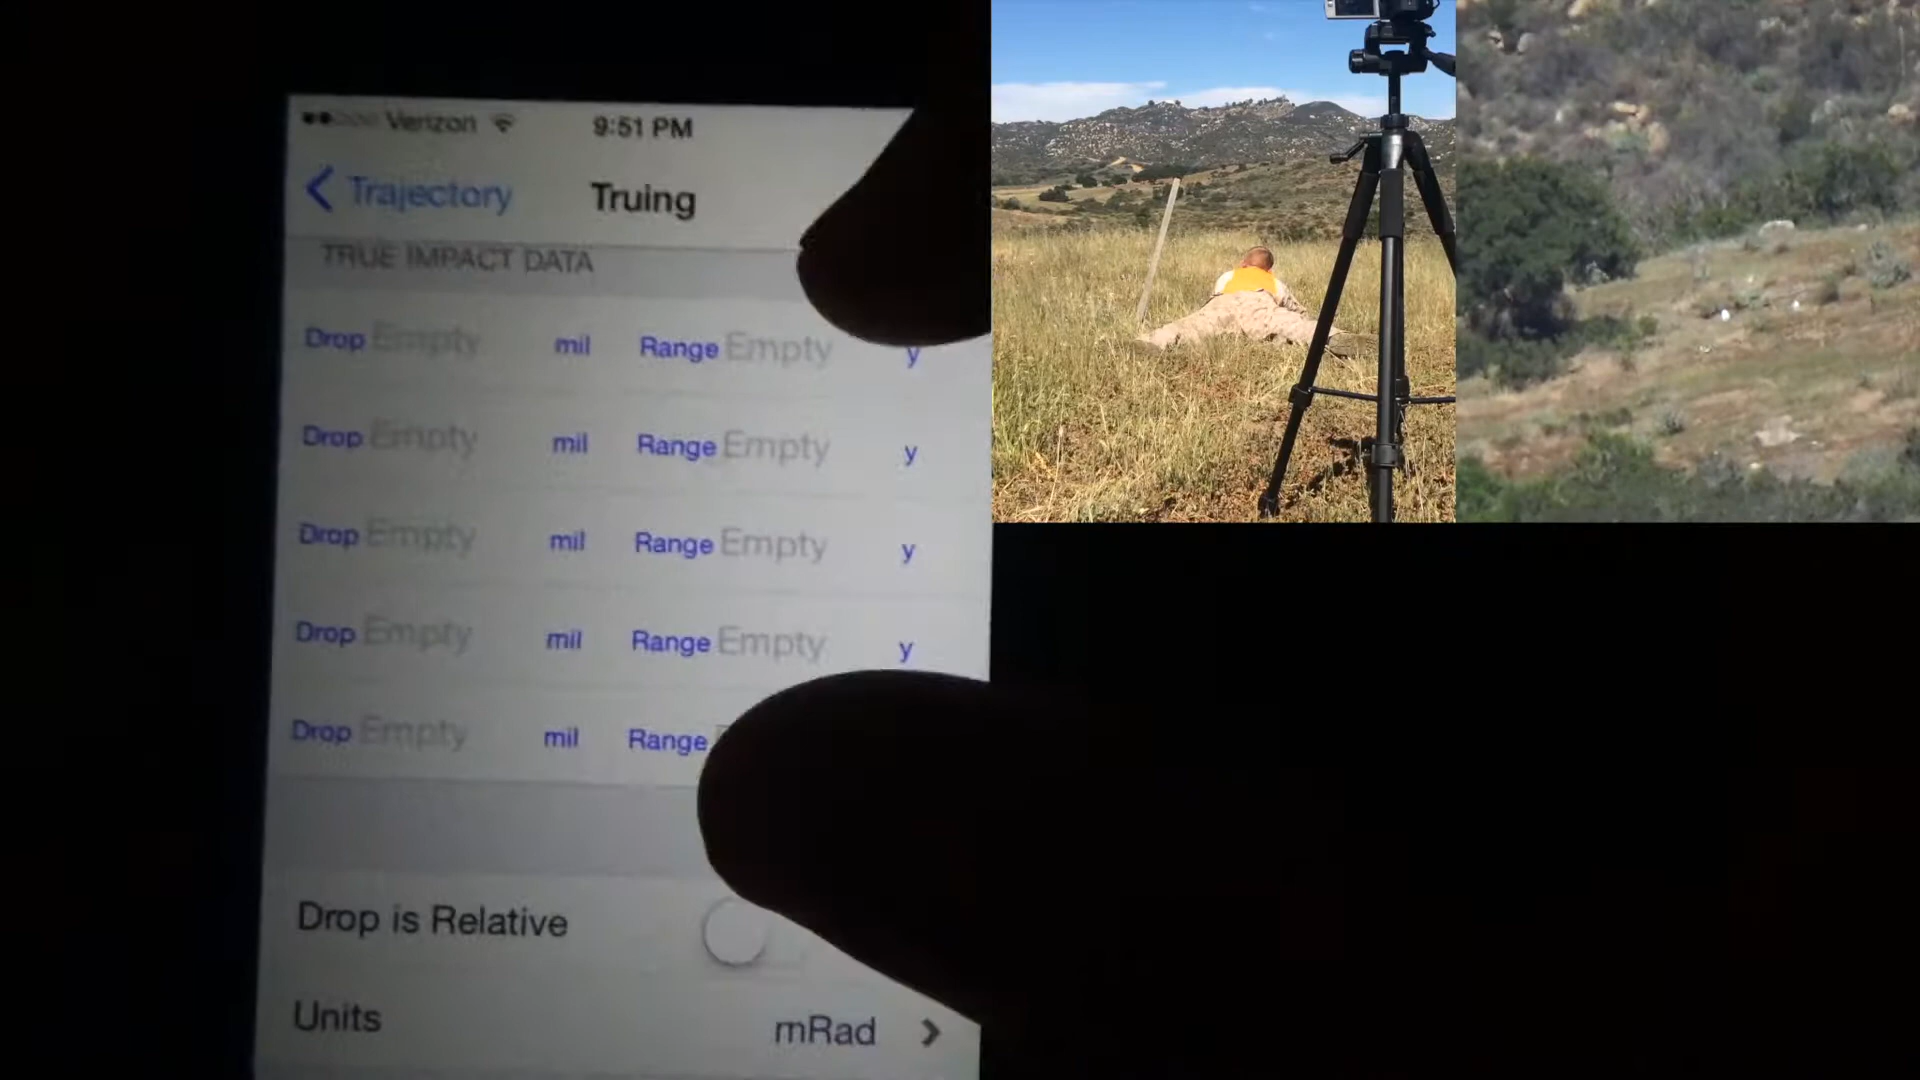 Verizon 9:51 PM
Trajectory Truing
TRUE IMPACT DATA
Drop Empty mil Range Empty y
Drop Empty mil Range Empty y
Drop Empty mil Range Empty y
Drop Empty mil Range Empty y
Drop Empty mil Range
Drop is Relative
Units mRad